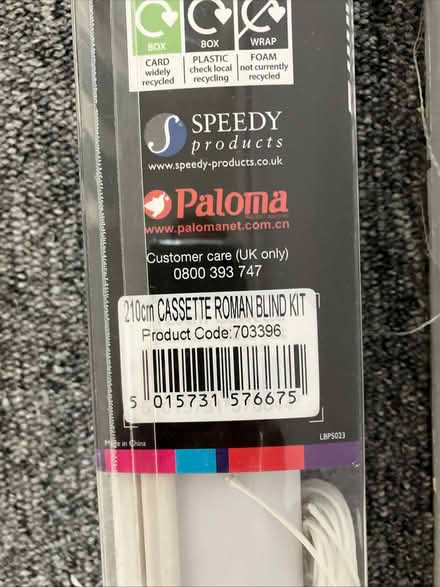 BOX
BOX
WRAP
CARD
widely
recycled
PLASTIC
check local
recycling
FOAM
not currently
recycled
SPEEDY
products
www.speedy-products.co.uk
Paloma
www.palomanet.com.cn
Customer care (UK only)
0800 393 747
210cm CASSETTE ROMAN BLIND KIT
Product Code:703396
5 015731 576675
Made in China
LBPS023